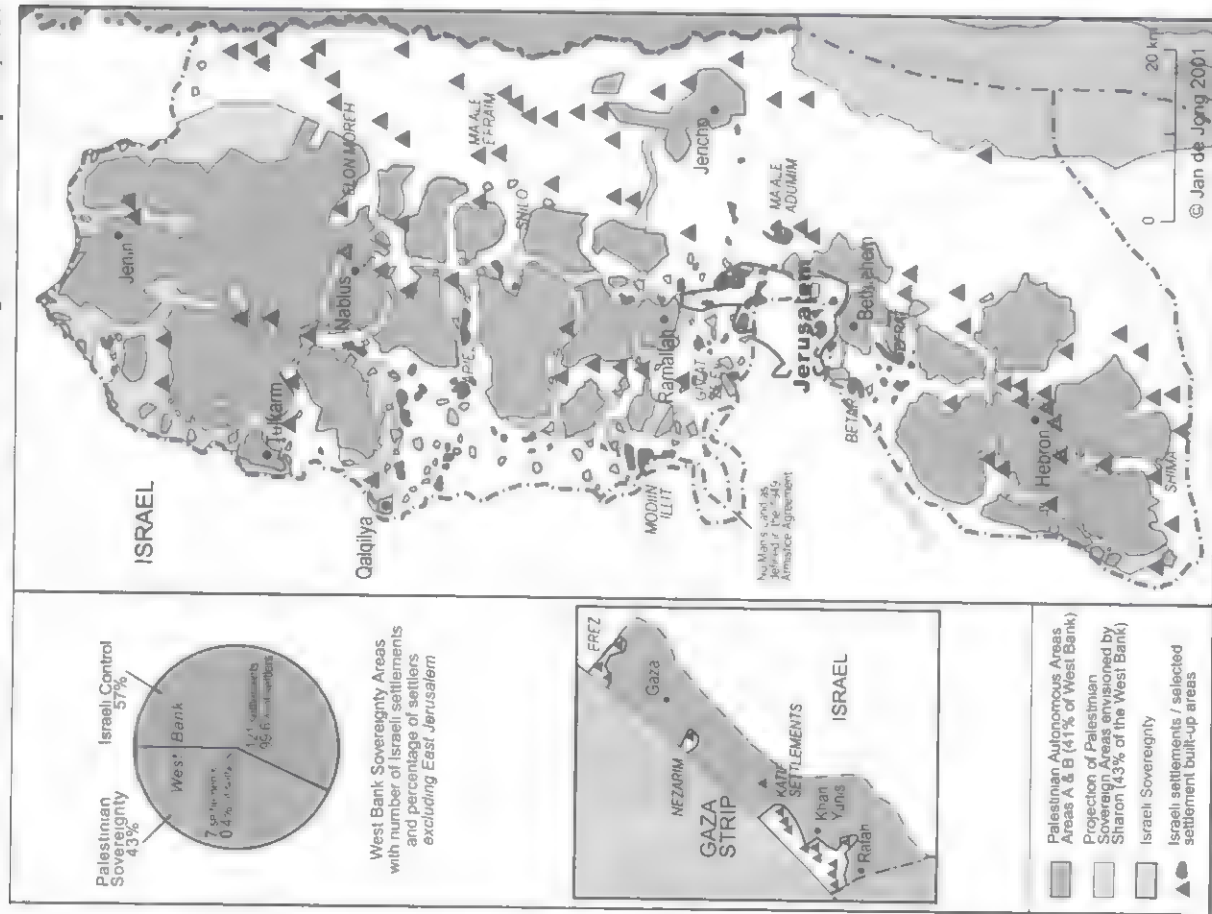 Palestinian
Sovereignty
43%
Israeli Control
57%
West Bank
West Bank Sovereignty Areas
with number of Israeli settlements
and percentage of settlers
excluding East Jerusalem
GAZA
STRIP
EREZ
Gaza
NEZARIM
KATIF
SETTLEMENTS
Khan
Yunis
Rafah
ISRAEL
Palestinian Autonomous Areas
Areas A & B (41% of West Bank)
Projection of Palestinian
Sovereign Areas envisioned by
Sharon (43% of the West Bank)
Israeli Sovereignty
Israeli settlements / selected
settlement built-up areas
ISRAEL
Jenin
Tulkarm
Nablus
ELON MOREH
Qalqilya
MA'ALE
EFRAIM
SHILO
Ramallah
Jericho
MODIIN
ILLIT
No Man's Land as
defined in the 1949
Armistice Agreement
Jerusalem
MA'ALE
ADUMIM
Bethlehem
BETAR
Hebron
SHIMA
0
20 km
© Jan de Jong 2001